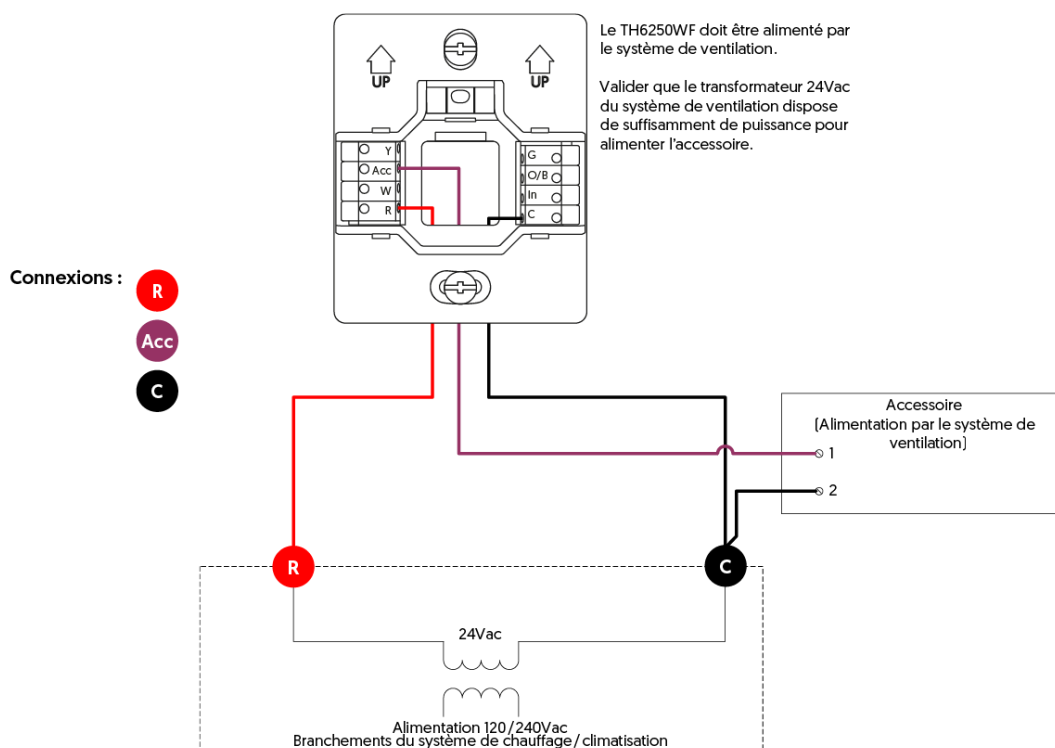 Le TH6250WF doit être alimenté par
le système de ventilation.
Valider que le transformateur 24Vac
du système de ventilation dispose
de suffisamment de puissance pour
alimenter l'accessoire.
UP
UP
Y
Acc
W
R
G
O/B
In
C
Connexions :
R
Acc
C
Accessoire
(Alimentation par le système de
ventilation)
1
2
R
C
24Vac
Alimentation 120/240Vac
Branchements du système de chauffage/climatisation